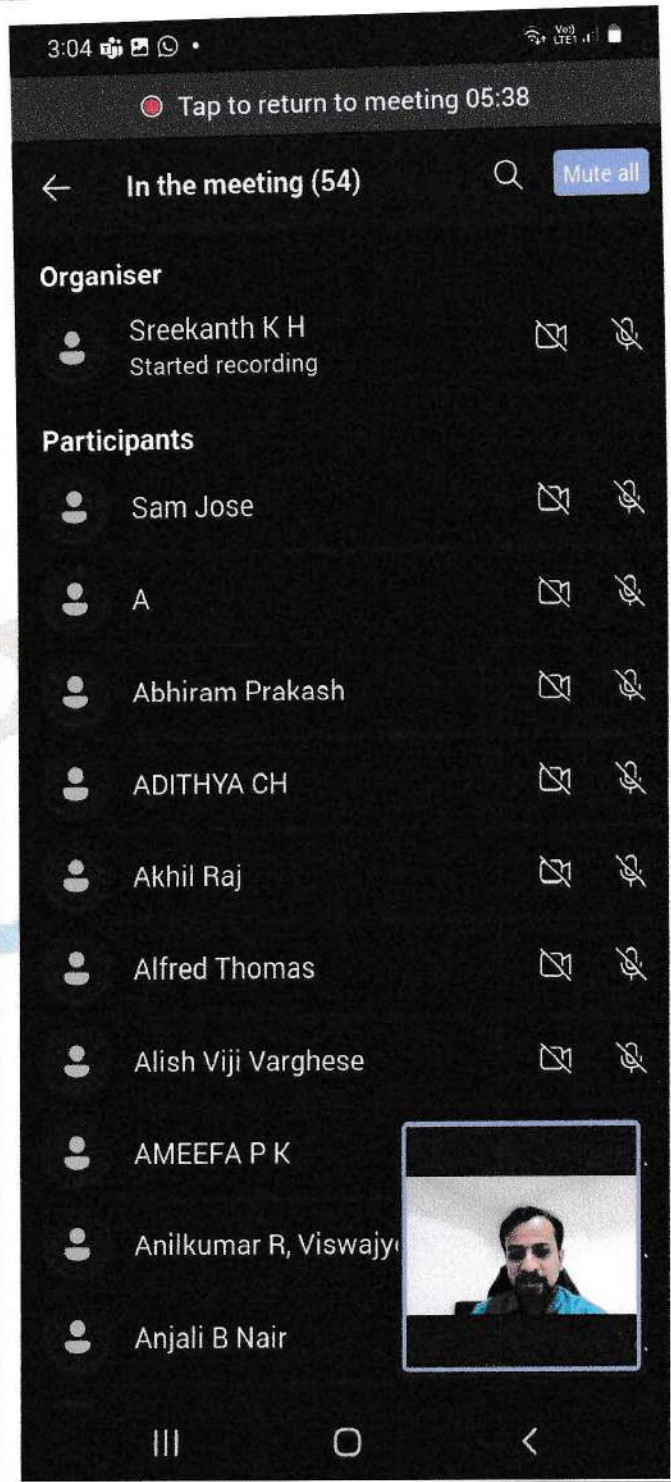 3:04
Vo))
LTE1
Tap to return to meeting 05:38
In the meeting (54)
Mute all
Organiser
Sreekanth K H
Started recording
Participants
Sam Jose
A
Abhiram Prakash
ADITHYA CH
Akhil Raj
Alfred Thomas
Alish Viji Varghese
AMEEFA P K
Anilkumar R, Viswajy
Anjali B Nair